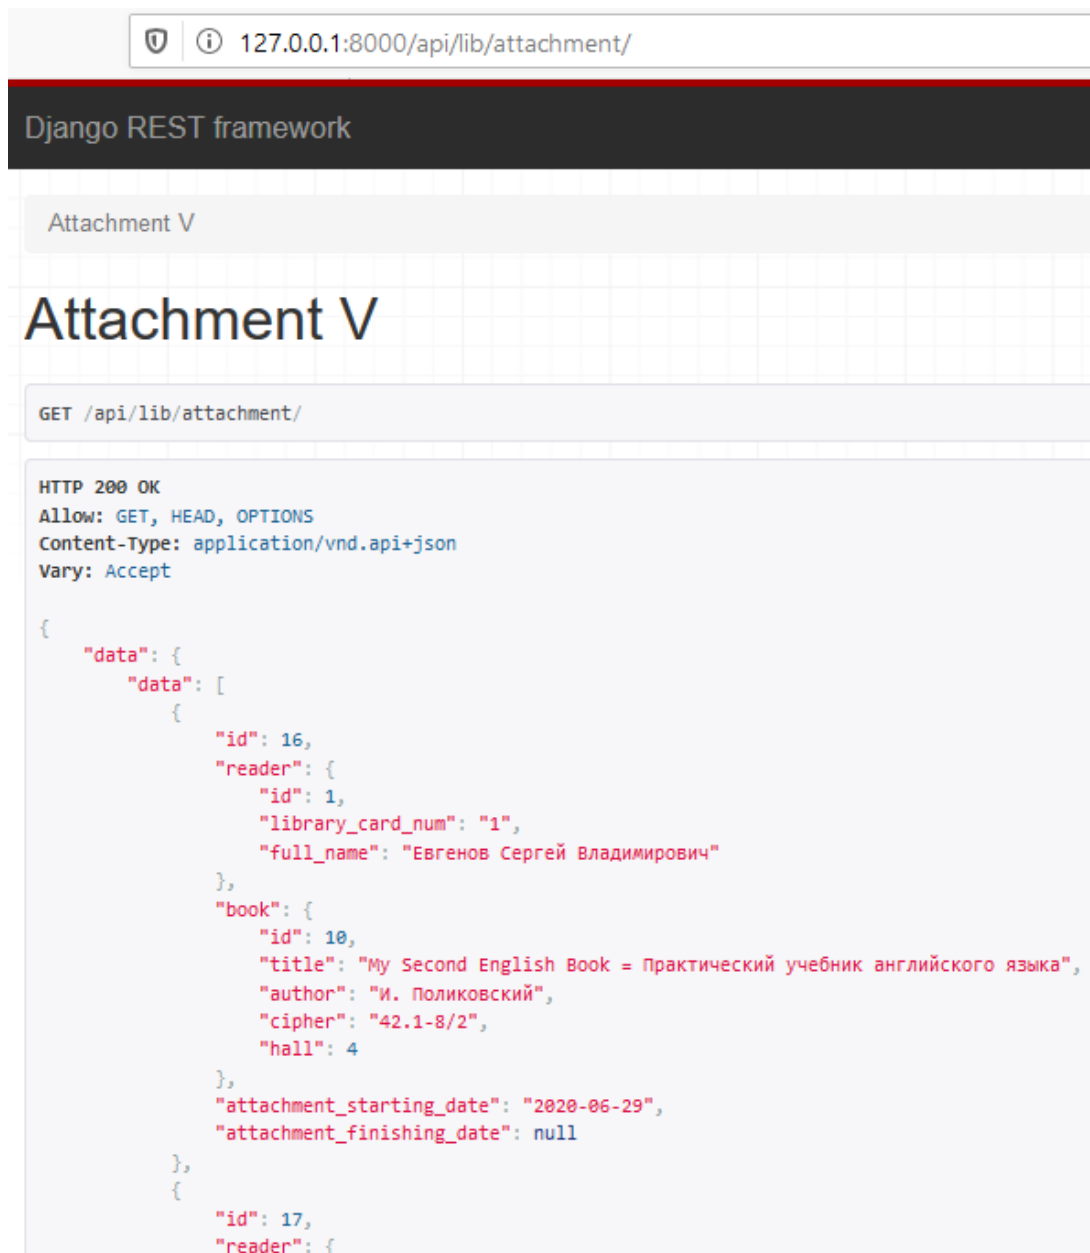 127.0.0.1:8000/api/lib/attachment/
Django REST framework
Attachment V
Attachment V
GET /api/lib/attachment/
HTTP 200 OK
Allow: GET, HEAD, OPTIONS
Content-Type: application/vnd.api+json
Vary: Accept
{
    "data": {
        "data": [
            {
                "id": 16,
                "reader": {
                    "id": 1,
                    "library_card_num": "1",
                    "full_name": "Евгенов Сергей Владимирович"
                },
                "book": {
                    "id": 10,
                    "title": "My Second English Book = Практический учебник английского языка",
                    "author": "И. Поликовский",
                    "cipher": "42.1-8/2",
                    "hall": 4
                },
                "attachment_starting_date": "2020-06-29",
                "attachment_finishing_date": null
            },
            {
                "id": 17,
                "reader": {